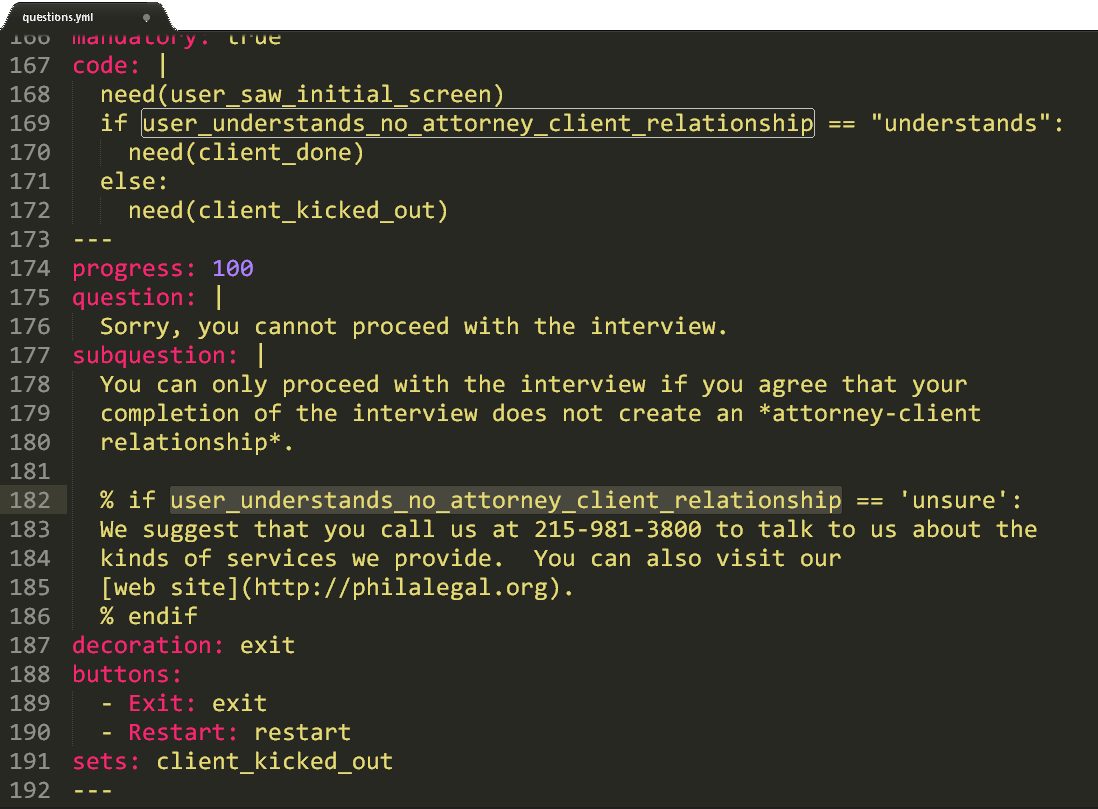 questions.yml
166 mandatory: true
167 code: |
168   need(user_saw_initial_screen)
169   if user_understands_no_attorney_client_relationship == "understands":
170     need(client_done)
171   else:
172     need(client_kicked_out)
173 ---
174 progress: 100
175 question: |
176   Sorry, you cannot proceed with the interview.
177 subquestion: |
178   You can only proceed with the interview if you agree that your
179   completion of the interview does not create an *attorney-client
180   relationship*.
181
182   % if user_understands_no_attorney_client_relationship == 'unsure':
183   We suggest that you call us at 215-981-3800 to talk to us about the
184   kinds of services we provide.  You can also visit our
185   [web site](http://philalegal.org).
186   % endif
187 decoration: exit
188 buttons:
189   - Exit: exit
190   - Restart: restart
191 sets: client_kicked_out
192 ---